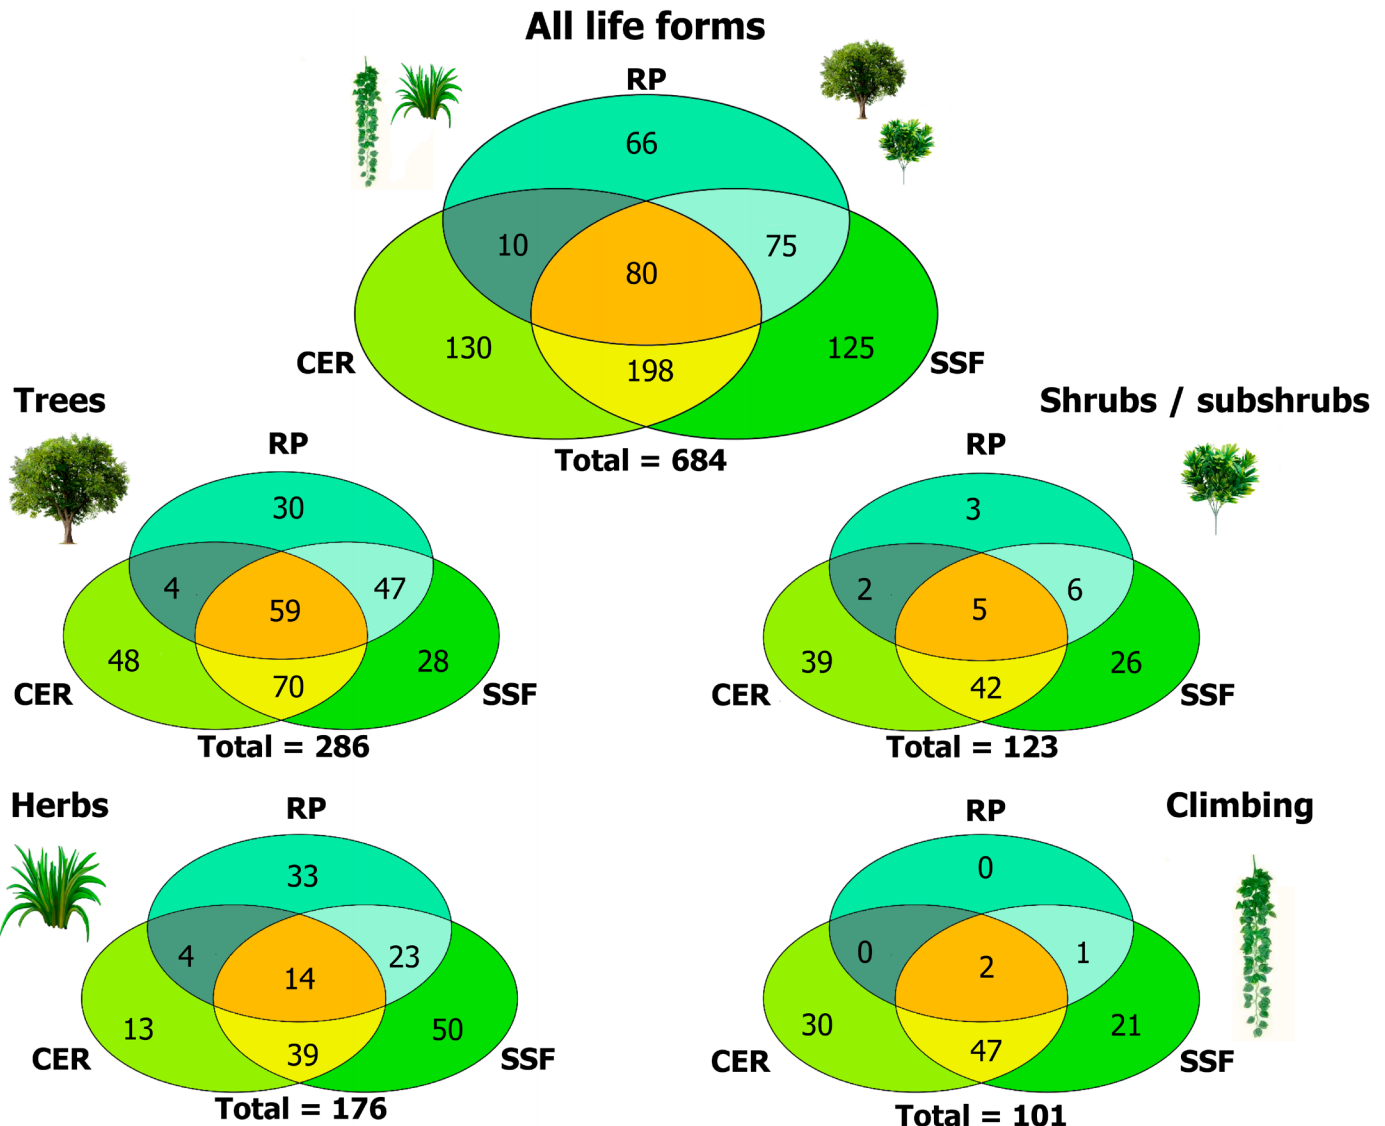 All life forms
RP
66
10
75
80
130
125
198
CER
SSF
Total = 684
Trees
RP
30
4
47
59
48
28
70
CER
SSF
Total = 286
Shrubs / subshrubs
RP
3
2
6
5
39
26
42
CER
SSF
Total = 123
Herbs
RP
33
4
23
14
13
50
39
CER
SSF
Total = 176
Climbing
RP
0
0
1
2
30
21
47
CER
SSF
Total = 101